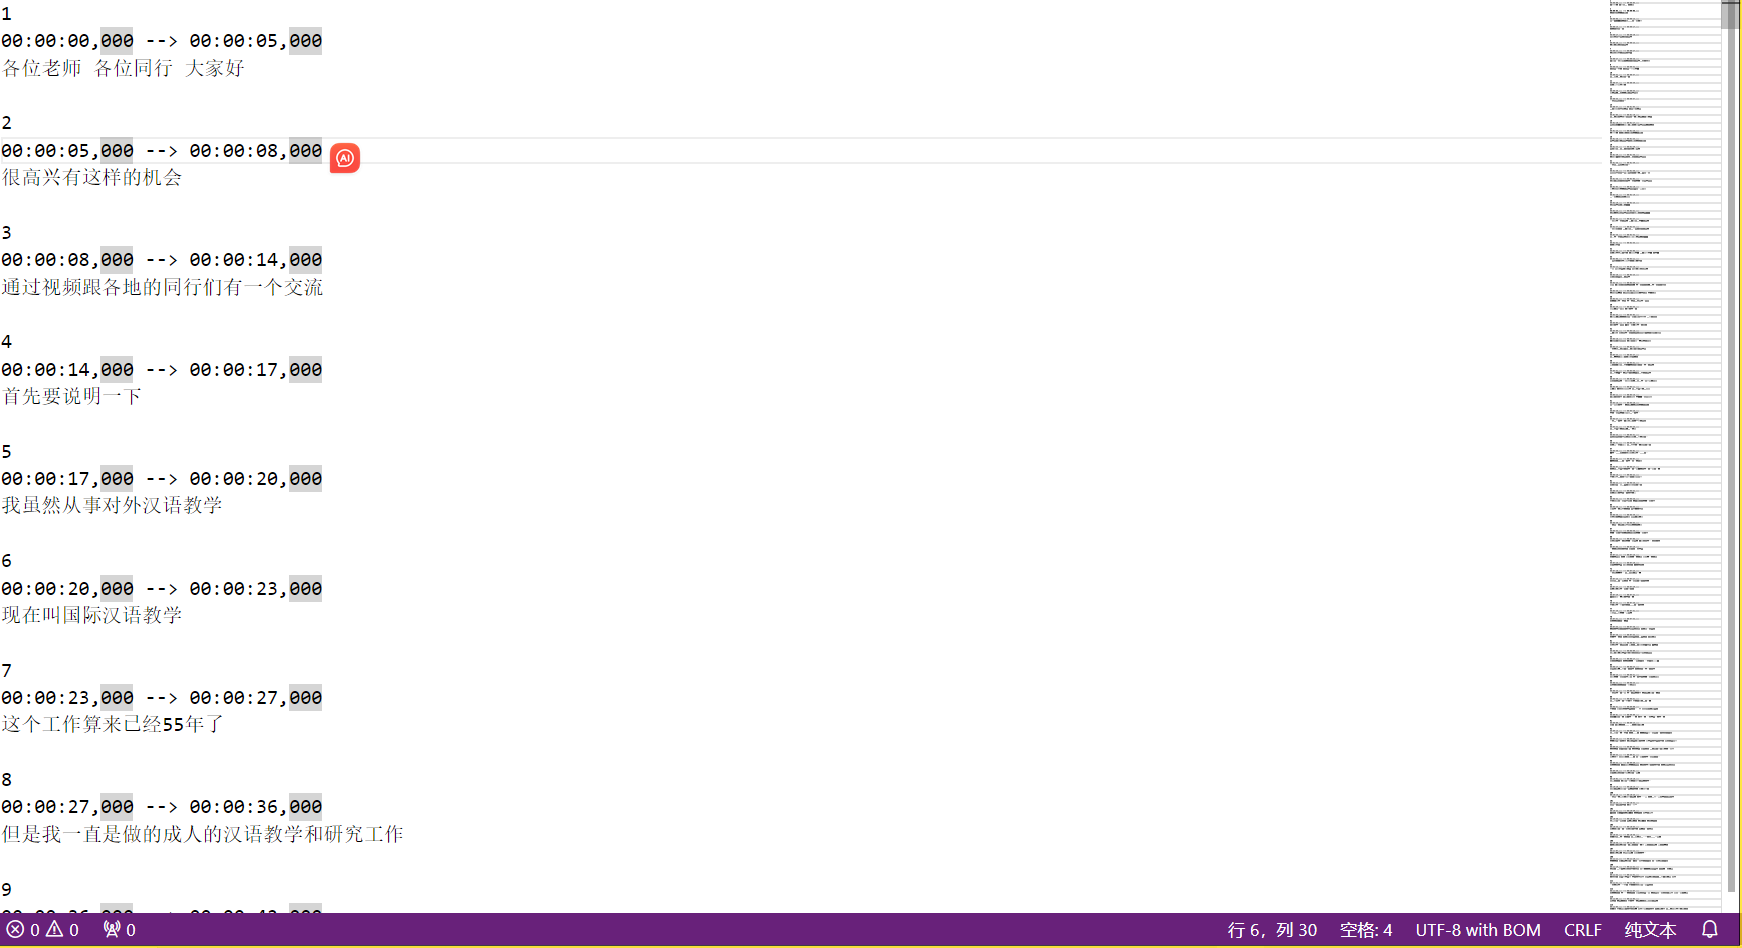 1
00:00:00,000 --> 00:00:05,000
各位老师 各位同行 大家好
2
00:00:05,000 --> 00:00:08,000
AI
很高兴有这样的机会
3
00:00:08,000 --> 00:00:14,000
通过视频跟各地的同行们有一个交流
4
00:00:14,000 --> 00:00:17,000
首先要说明一下
5
00:00:17,000 --> 00:00:20,000
我虽然从事对外汉语教学
6
00:00:20,000 --> 00:00:23,000
现在叫国际汉语教学
7
00:00:23,000 --> 00:00:27,000
这个工作算来已经55年了
8
00:00:27,000 --> 00:00:36,000
但是我一直是做的成人的汉语教学和研究工作
9
0 0 0 行 6，列 30 空格: 4 UTF-8 with BOM CRLF 纯文本